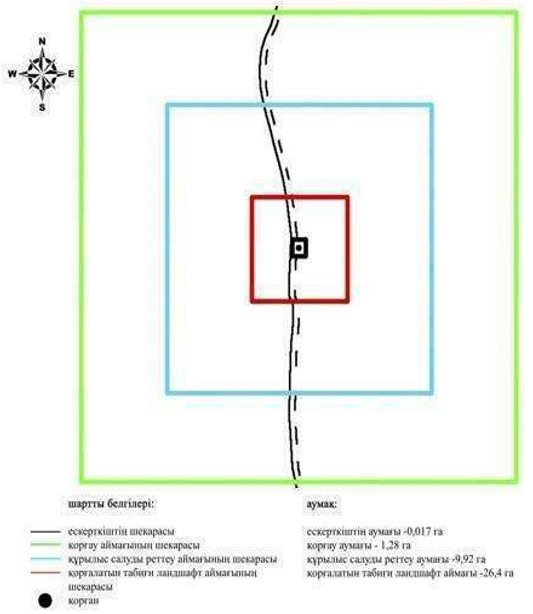 N
W E
S
шартты белгілері: аумақ:
ескерткіштің шекарасы ескерткіштің аумағы -0,017 га
қорғау аймағының шекарасы қорғау аумағы - 1,28 га
құрылыс салуды реттеу аймағының шекарасы құрылыс салуды реттеу аумағы -9,92 га
қорғалатын табиғи ландшафт аймағының қорғалатын табиғи ландшафт аймағы -26,4 га
шекарасы
қорған